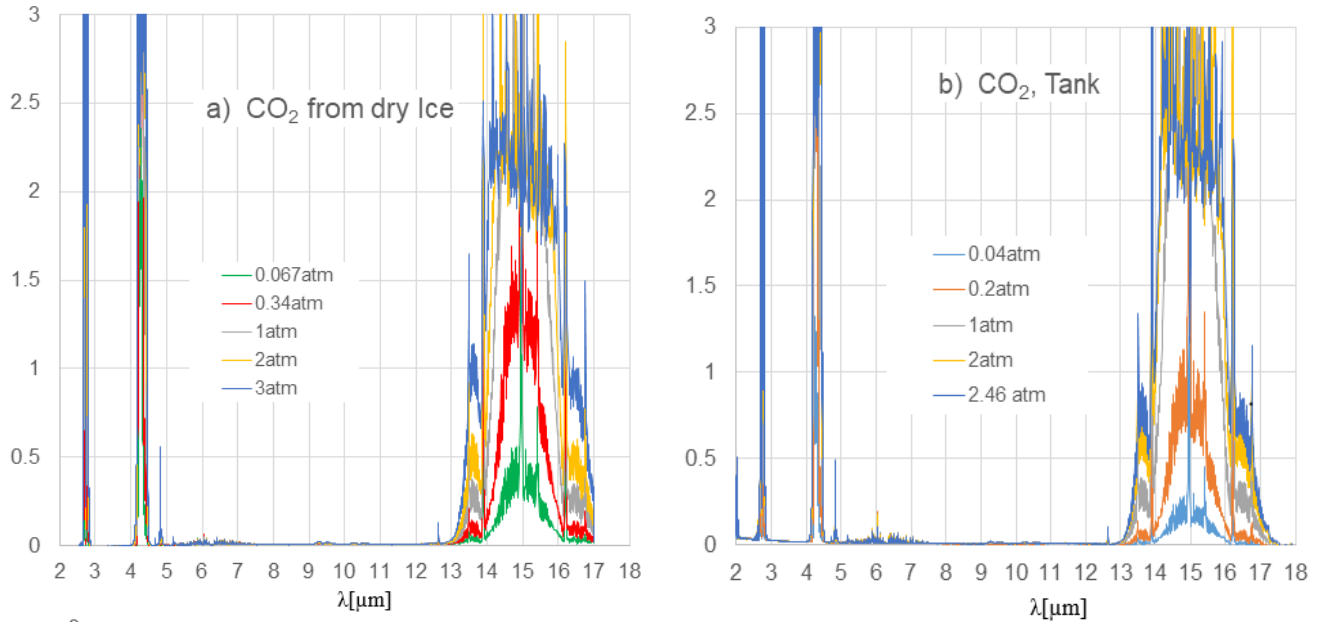 3
2.5
2
1.5
1
0.5
0
a) CO₂ from dry Ice
0.067atm
0.34atm
1atm
2atm
3atm
2 3 4 5 6 7 8 9 10 11 12 13 14 15 16 17 18
λ[µm]
3
2.5
2
1.5
1
0.5
0
b) CO₂, Tank
0.04atm
0.2atm
1atm
2atm
2.46 atm
2 3 4 5 6 7 8 9 10 11 12 13 14 15 16 17 18
λ[µm]